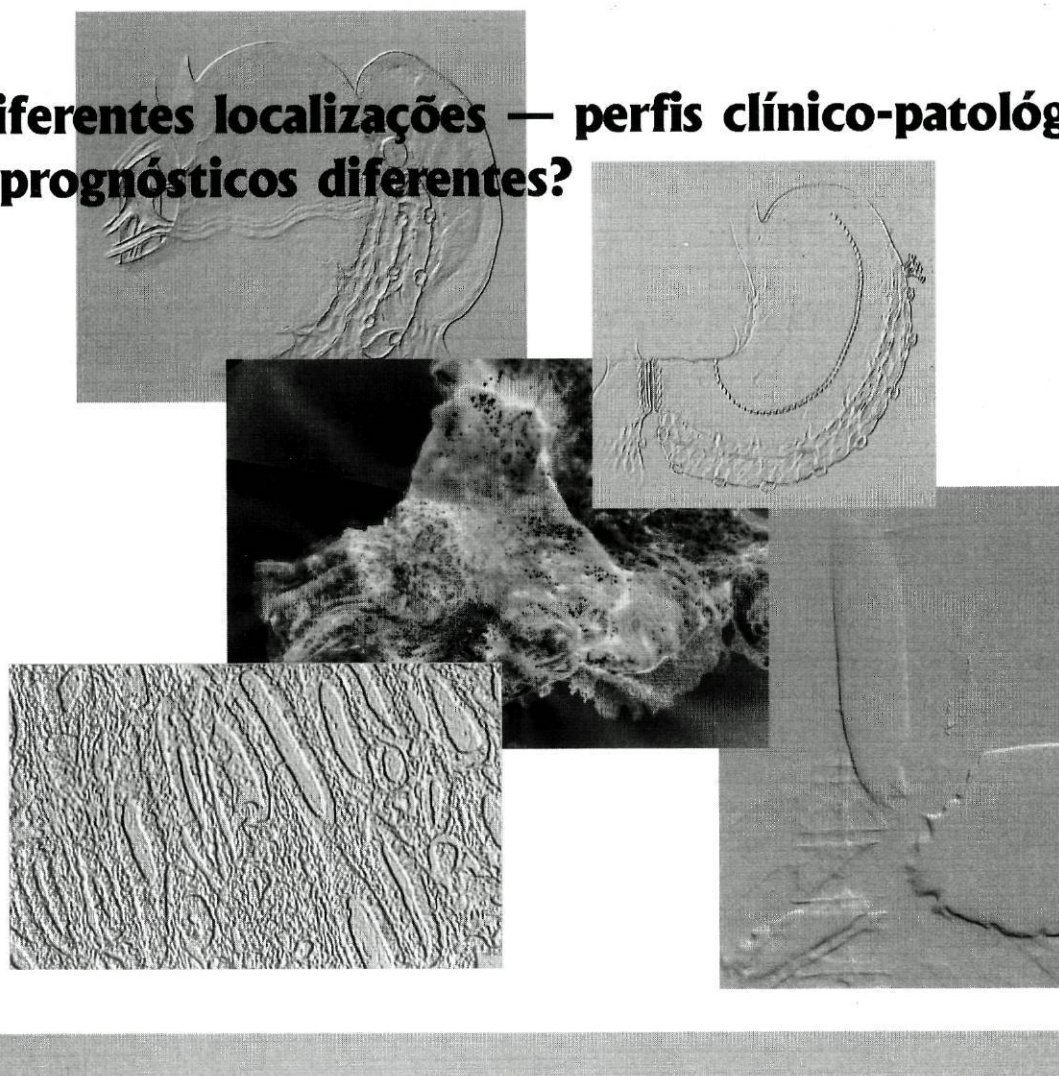 iferentes localizações — perfis clínico-patológ
prognósticos diferentes?